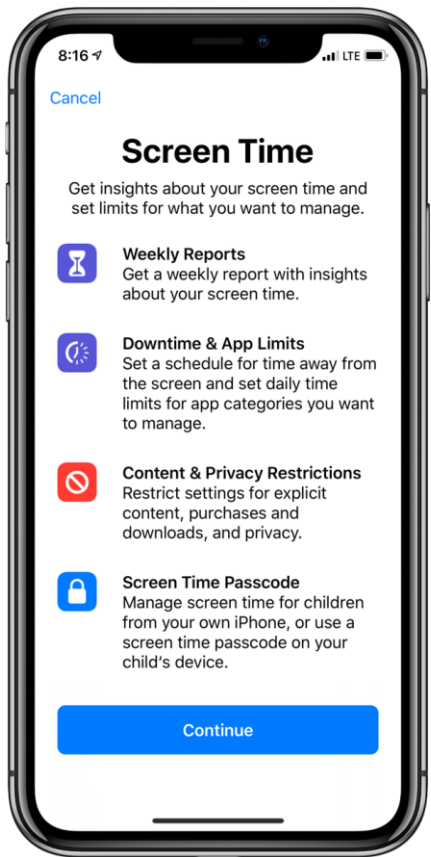 8:16 LTE
Cancel
Screen Time
Get insights about your screen time and
set limits for what you want to manage.
Weekly Reports
Get a weekly report with insights
about your screen time.
Downtime & App Limits
Set a schedule for time away from
the screen and set daily time
limits for app categories you want
to manage.
Content & Privacy Restrictions
Restrict settings for explicit
content, purchases and
downloads, and privacy.
Screen Time Passcode
Manage screen time for children
from your own iPhone, or use a
screen time passcode on your
child's device.
Continue